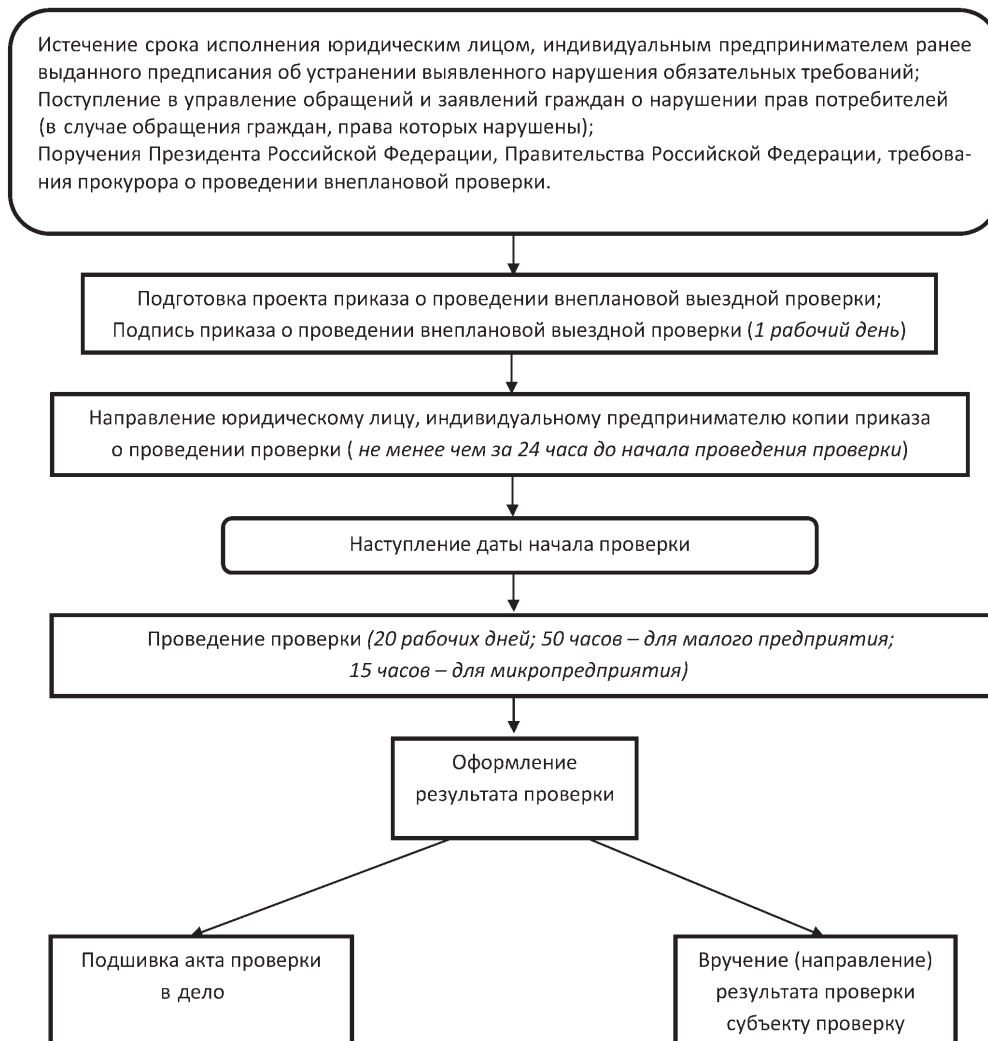 Истечение срока исполнения юридическим лицом, индивидуальным предпринимателем ранее
выданного предписания об устранении выявленного нарушения обязательных требований;
Поступление в управление обращений и заявлений граждан о нарушении прав потребителей
(в случае обращения граждан, права которых нарушены);
Поручения Президента Российской Федерации, Правительства Российской Федерации, требова-
ния прокурора о проведении внеплановой проверки.
Подготовка проекта приказа о проведении внеплановой выездной проверки;
Подпись приказа о проведении внеплановой выездной проверки (1 рабочий день)
Направление юридическому лицу, индивидуальному предпринимателю копии приказа
о проведении проверки ( не менее чем за 24 часа до начала проведения проверки)
Наступление даты начала проверки
Проведение проверки (20 рабочих дней; 50 часов – для малого предприятия;
15 часов – для микропредприятия)
Оформление
результата проверки
Подшивка акта проверки
в дело
Вручение (направление)
результата проверки
субъекту проверку